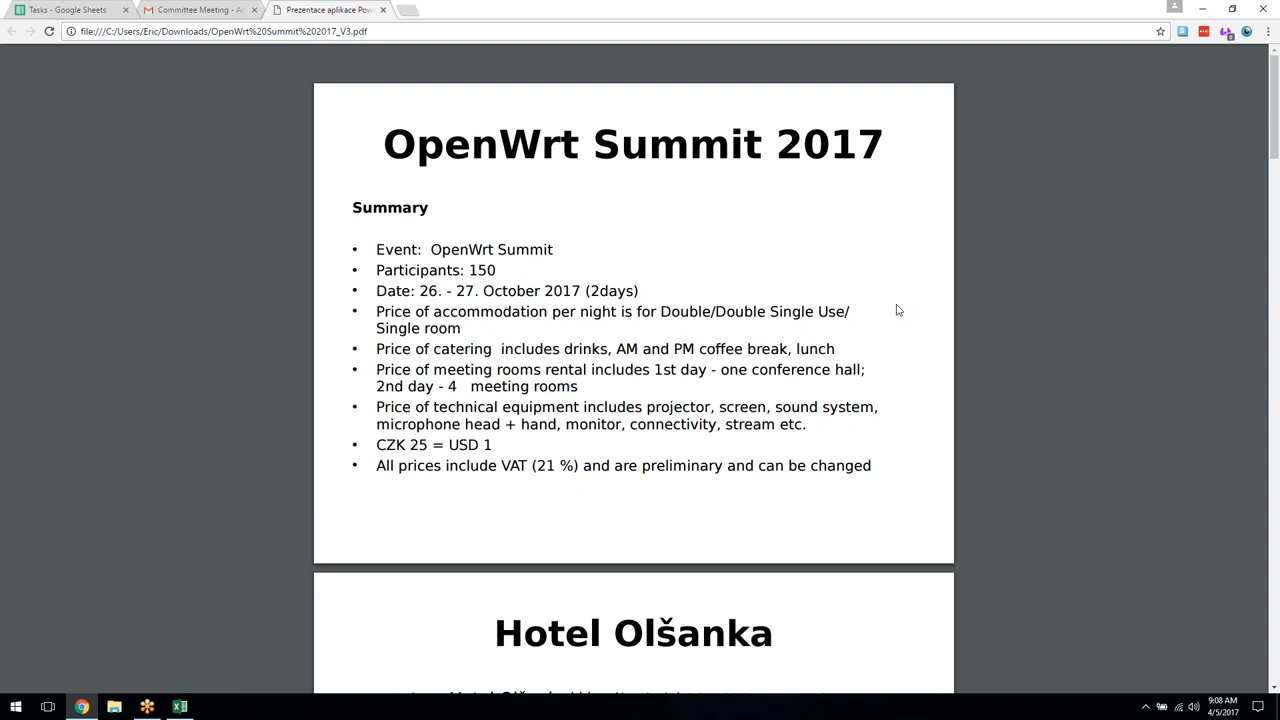 Tasks - Google Sheets
Committee Meeting - Ap
Prezentace aplikace Pow
file:///C:/Users/Eric/Downloads/OpenWrt%20Summit%202017_V3.pdf
OpenWrt Summit 2017
Summary
• Event: OpenWrt Summit
• Participants: 150
• Date: 26. - 27. October 2017 (2days)
• Price of accommodation per night is for Double/Double Single Use/
Single room
• Price of catering includes drinks, AM and PM coffee break, lunch
• Price of meeting rooms rental includes 1st day - one conference hall;
2nd day - 4 meeting rooms
• Price of technical equipment includes projector, screen, sound system,
microphone head + hand, monitor, connectivity, stream etc.
• CZK 25 = USD 1
• All prices include VAT (21 %) and are preliminary and can be changed
Hotel Olšanka
9:08 AM
4/5/2017